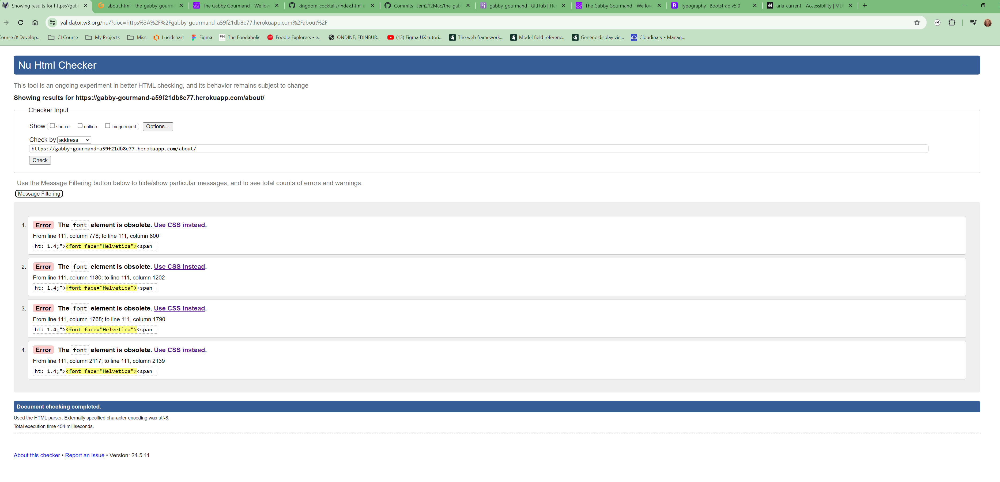 Showing results for https://gabb
about.html - the-gabby-gourma
The Gabby Gourmand - We lov
kingdom-cocktails/index.html a
Commits · Jem212Mac/the-gab
gabby-gourmand · GitHub | He
The Gabby Gourmand - We lov
Typography · Bootstrap v5.0
aria-current - Accessibility | MD
validator.w3.org/nu/?doc=https%3A%2F%2Fgabby-gourmand-a59f21db8e77.herokuapp.com%2Fabout%2F
ourse & Develop...
CI Course
My Projects
Misc
Lucidchart
Figma
FH
The Foodaholic
Foodie Explorers • e...
ONDINE, EDINBUR...
(13) Figma UX tutori...
dj
The web framework...
dj
Model field referenc...
dj
Generic display vie...
Cloudinary - Manag...
Nu Html Checker
This tool is an ongoing experiment in better HTML checking, and its behavior remains subject to change
Showing results for https://gabby-gourmand-a59f21db8e77.herokuapp.com/about/
Checker Input
Show source outline image report Options…
Check by address
https://gabby-gourmand-a59f21db8e77.herokuapp.com/about/
Check
Use the Message Filtering button below to hide/show particular messages, and to see total counts of errors and warnings.
Message Filtering
1. Error The font element is obsolete. Use CSS instead.
From line 111, column 778; to line 111, column 800
ht: 1.4;"><font face="Helvetica"><span
2. Error The font element is obsolete. Use CSS instead.
From line 111, column 1180; to line 111, column 1202
ht: 1.4;"><font face="Helvetica"><span
3. Error The font element is obsolete. Use CSS instead.
From line 111, column 1768; to line 111, column 1790
ht: 1.4;"><font face="Helvetica"><span
4. Error The font element is obsolete. Use CSS instead.
From line 111, column 2117; to line 111, column 2139
ht: 1.4;"><font face="Helvetica"><span
Document checking completed.
Used the HTML parser. Externally specified character encoding was utf-8.
Total execution time 454 milliseconds.
About this checker • Report an issue • Version: 24.5.11